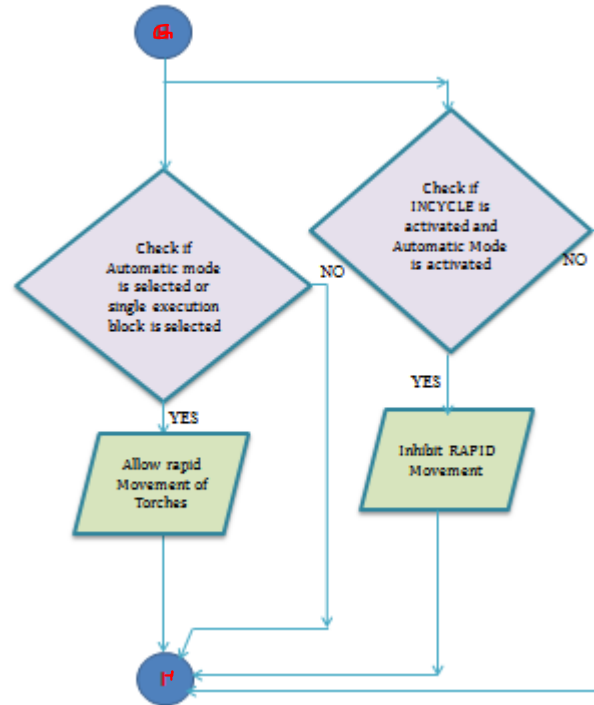 Check if
INCYCLE is
activated and
Automatic Mode
is activated
NO
Check if
Automatic mode
is selected or
single execution
block is selected
NO
YES
YES
Allow rapid
Movement of
Torches
Inhibit RAPID
Movement